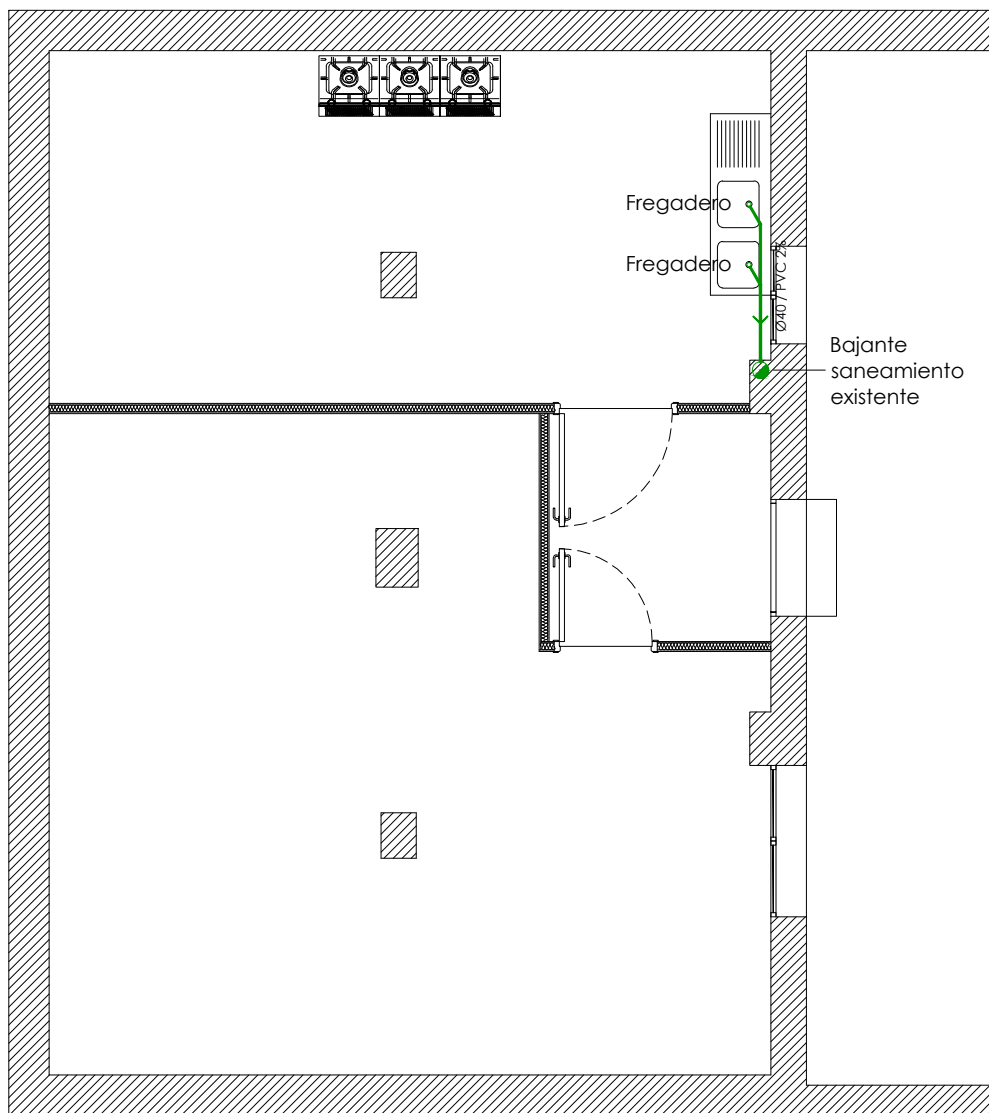 Fregadero
Fregadero
Ø40 / PVC 2%
Bajante
saneamiento
existente